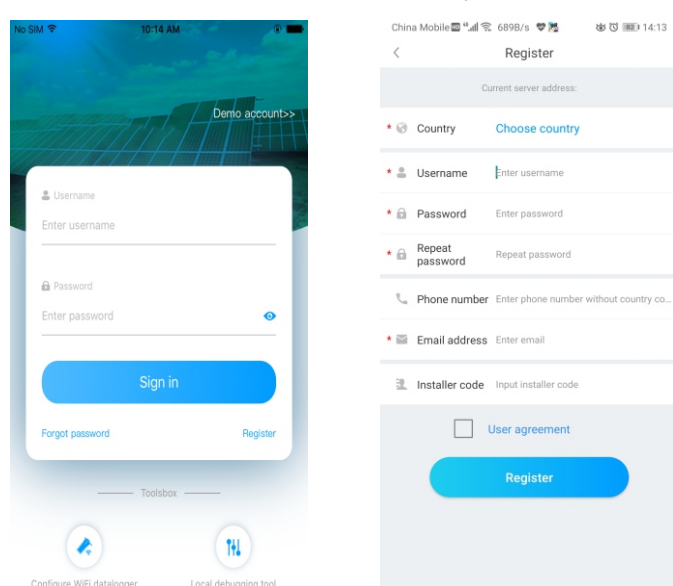 No SIM 10:14 AM
Demo account>>
Username
Enter username
Password
Enter password
Sign in
Forgot password Register
Toolsbox
Configure WiFi datalogger Local debugging tool
China Mobile HD 689B/s 14:13
Register
Current server address:
* Country Choose country
* Username Enter username
* Password Enter password
* Repeat password Repeat password
Phone number Enter phone number without country co...
* Email address Enter email
Installer code Input installer code
User agreement
Register